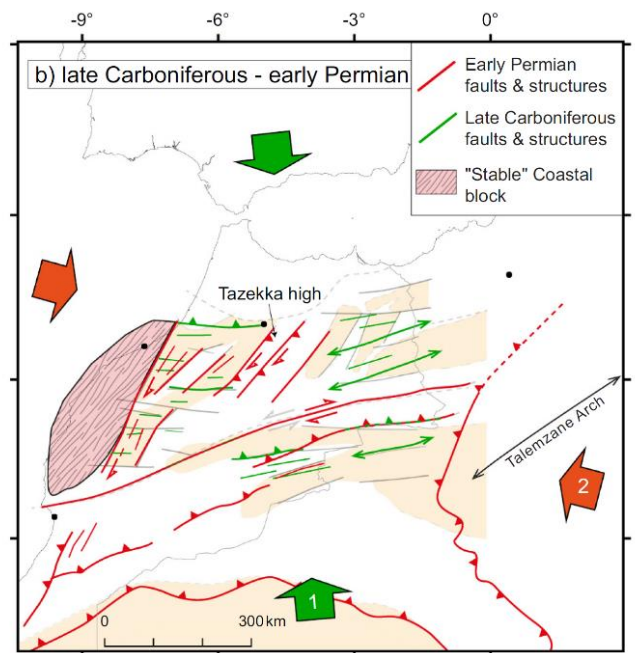 -9° -6° -3° 0°
b) late Carboniferous - early Permian
Early Permian
faults & structures
Late Carboniferous
faults & structures
"Stable" Coastal
block
Tazekka high
Talemzane Arch
2
1
0 300 km